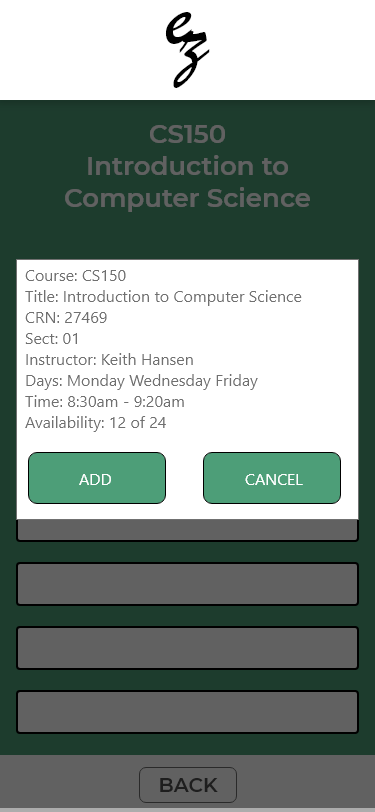 ez
CS150
Introduction to
Computer Science
Course: CS150
Title: Introduction to Computer Science
CRN: 27469
Sect: 01
Instructor: Keith Hansen
Days: Monday Wednesday Friday
Time: 8:30am - 9:20am
Availability: 12 of 24
ADD
CANCEL
BACK